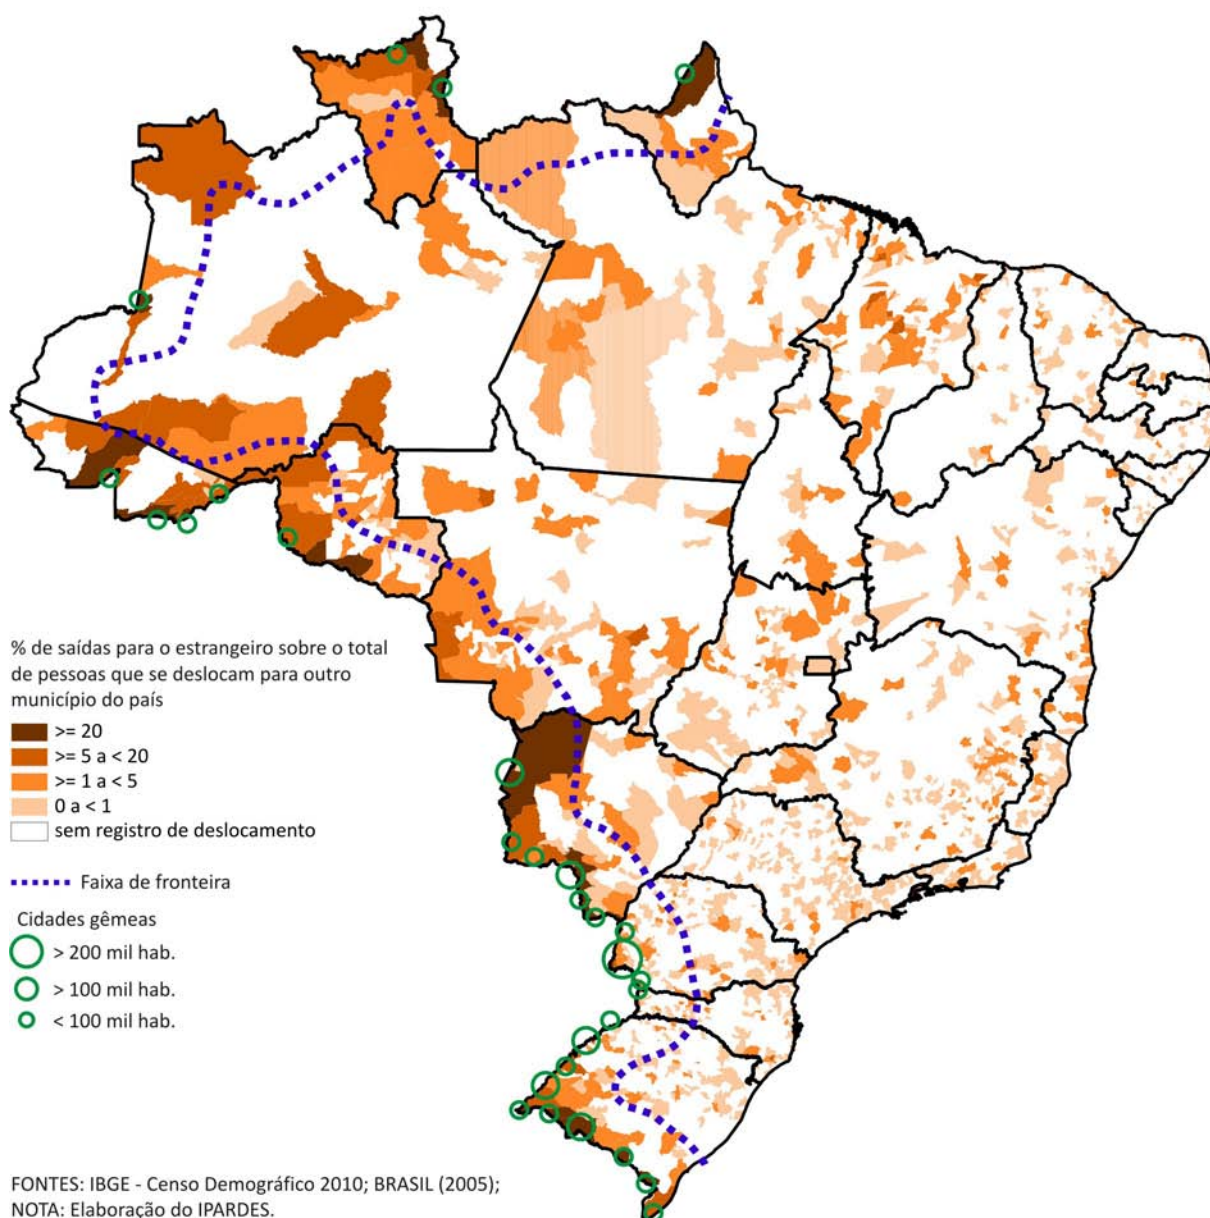 % de saídas para o estrangeiro sobre o total
de pessoas que se deslocam para outro
município do país
>= 20
>= 5 a < 20
>= 1 a < 5
0 a < 1
sem registro de deslocamento
Faixa de fronteira
Cidades gêmeas
> 200 mil hab.
> 100 mil hab.
< 100 mil hab.
FONTES: IBGE - Censo Demográfico 2010; BRASIL (2005);
NOTA: Elaboração do IPARDES.